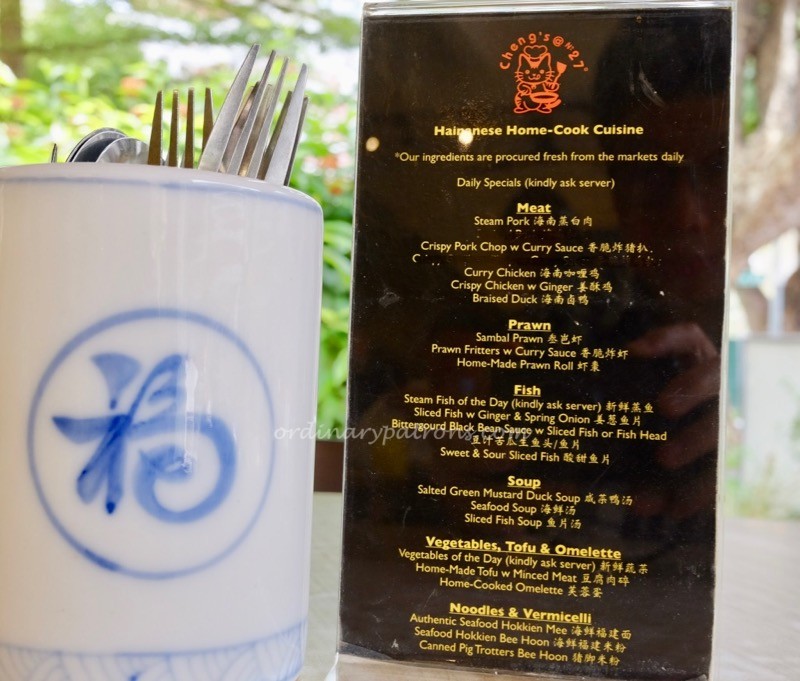 福
Cheng's@Nº27
Hainanese Home-Cook Cuisine
*Our ingredients are procured fresh from the markets daily
Daily Specials (kindly ask server)
Meat
Steam Pork 海南蒸白肉
Crispy Pork Chop w Curry Sauce 香脆炸猪扒
Curry Chicken 海南咖喱鸡
Crispy Chicken w Ginger 姜酥鸡
Braised Duck 海南卤鸭
Prawn
Sambal Prawn 叁峇虾
Prawn Fritters w Curry Sauce 香脆炸虾
Home-Made Prawn Roll 虾枣
Fish
Steam Fish of the Day (kindly ask server) 新鲜蒸鱼
Sliced Fish w Ginger & Spring Onion 姜葱鱼片
Bittergourd Black Bean Sauce w Sliced Fish or Fish Head
豆汁苦瓜生鱼头/鱼片
Sweet & Sour Sliced Fish 酸甜鱼片
Soup
Salted Green Mustard Duck Soup 咸菜鸭汤
Seafood Soup 海鲜汤
Sliced Fish Soup 鱼片汤
Vegetables, Tofu & Omelette
Vegetables of the Day (kindly ask server) 新鲜蔬菜
Home-Made Tofu w Minced Meat 豆腐肉碎
Home-Cooked Omelette 芙蓉蛋
Noodles & Vermicelli
Authentic Seafood Hokkien Mee 海鲜福建面
Seafood Hokkien Bee Hoon 海鲜福建米粉
Canned Pig Trotters Bee Hoon 猪脚米粉
ordinarypatrons.com